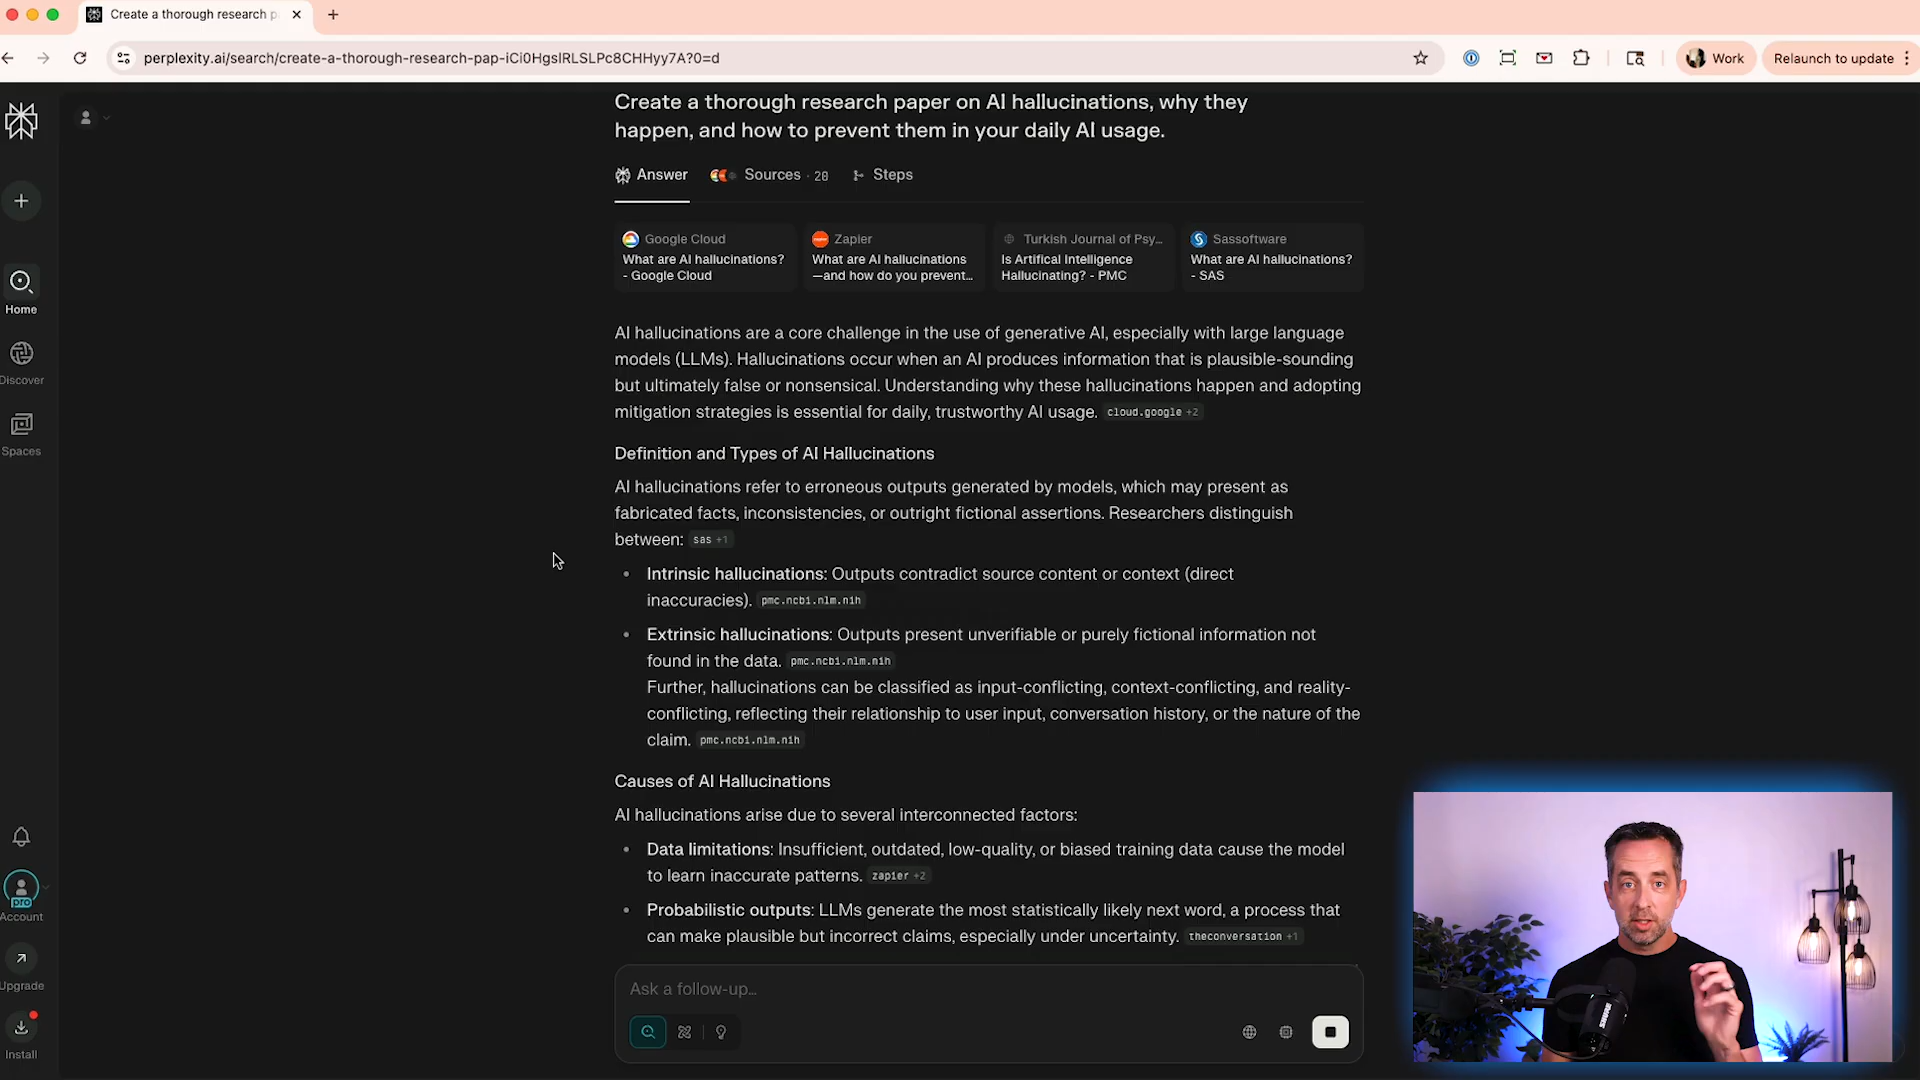 Create a thorough research p
perplexity.ai/search/create-a-thorough-research-pap-iCi0HgsIRLSLPc8CHHyy7A?0=d
Work
Relaunch to update
Create a thorough research paper on AI hallucinations, why they
happen, and how to prevent them in your daily AI usage.
Answer
Sources · 20
Steps
Google Cloud
What are AI hallucinations?
- Google Cloud
Zapier
What are AI hallucinations
—and how do you prevent...
Turkish Journal of Psy...
Is Artifical Intelligence
Hallucinating? - PMC
Sassoftware
What are AI hallucinations?
- SAS
AI hallucinations are a core challenge in the use of generative AI, especially with large language
models (LLMs). Hallucinations occur when an AI produces information that is plausible-sounding
but ultimately false or nonsensical. Understanding why these hallucinations happen and adopting
mitigation strategies is essential for daily, trustworthy AI usage. cloud.google +2
Definition and Types of AI Hallucinations
AI hallucinations refer to erroneous outputs generated by models, which may present as
fabricated facts, inconsistencies, or outright fictional assertions. Researchers distinguish
between: sas +1
• Intrinsic hallucinations: Outputs contradict source content or context (direct
inaccuracies). pmc.ncbi.nlm.nih
• Extrinsic hallucinations: Outputs present unverifiable or purely fictional information not
found in the data. pmc.ncbi.nlm.nih
Further, hallucinations can be classified as input-conflicting, context-conflicting, and reality-
conflicting, reflecting their relationship to user input, conversation history, or the nature of the
claim. pmc.ncbi.nlm.nih
Causes of AI Hallucinations
AI hallucinations arise due to several interconnected factors:
• Data limitations: Insufficient, outdated, low-quality, or biased training data cause the model
to learn inaccurate patterns. zapier +2
• Probabilistic outputs: LLMs generate the most statistically likely next word, a process that
can make plausible but incorrect claims, especially under uncertainty. theconversation +1
Ask a follow-up...
Home
Discover
Spaces
pro
Account
Upgrade
Install